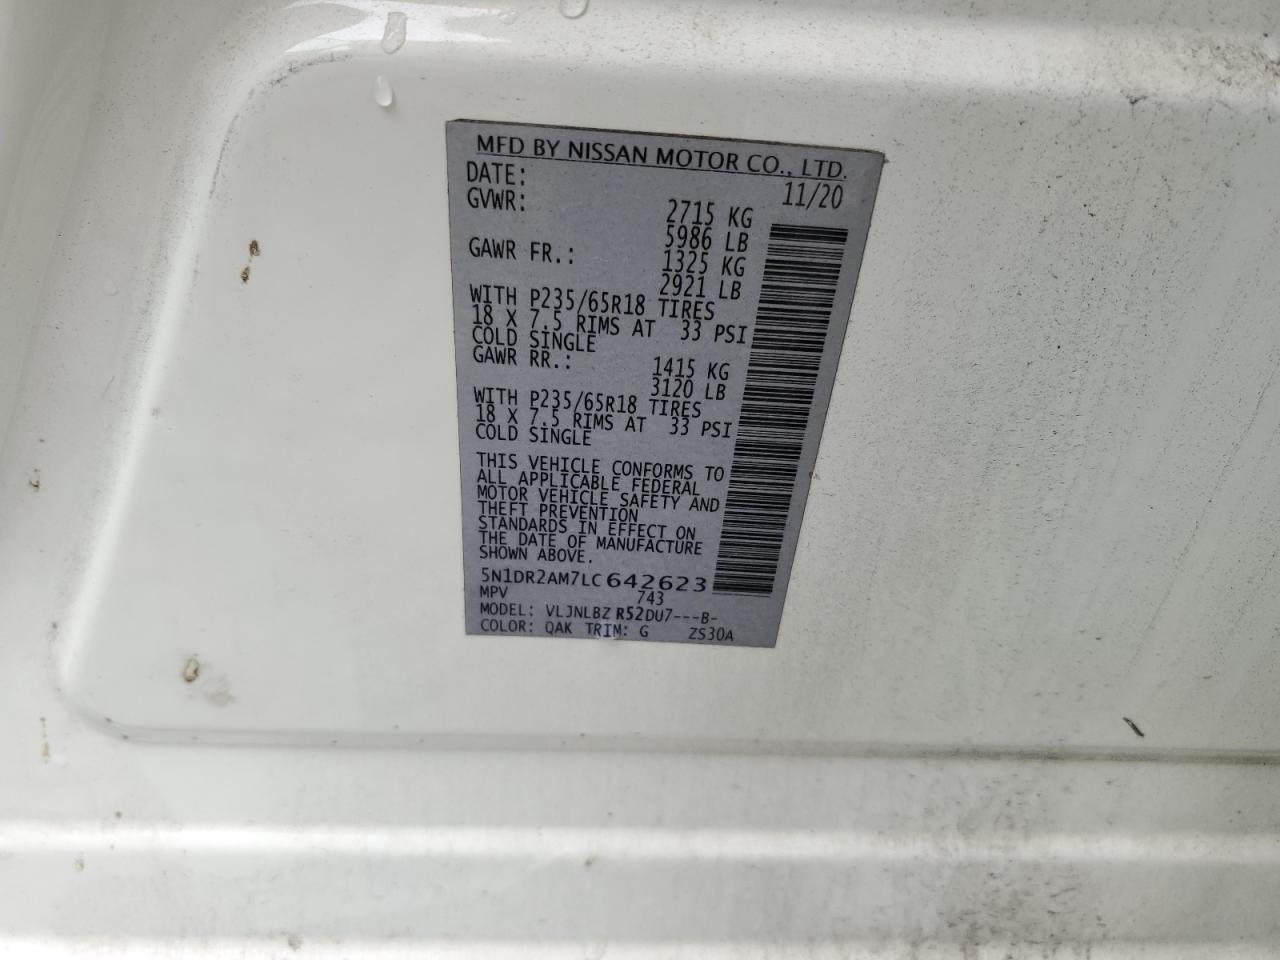 MFD BY NISSAN MOTOR CO., LTD.
DATE: 11/20
GVWR: 2715 KG
5986 LB
GAWR FR.: 1325 KG
2921 LB
WITH P235/65R18 TIRES
18 X 7.5 RIMS AT 33 PSI
COLD SINGLE
GAWR RR.: 1415 KG
3120 LB
WITH P235/65R18 TIRES
18 X 7.5 RIMS AT 33 PSI
COLD SINGLE
THIS VEHICLE CONFORMS TO
ALL APPLICABLE FEDERAL
MOTOR VEHICLE SAFETY AND
THEFT PREVENTION
STANDARDS IN EFFECT ON
THE DATE OF MANUFACTURE
SHOWN ABOVE.
5N1DR2AM7LC642623
MPV 743
MODEL: VLJNLBZ R52DU7---B-
COLOR: QAK TRIM: G ZS30A